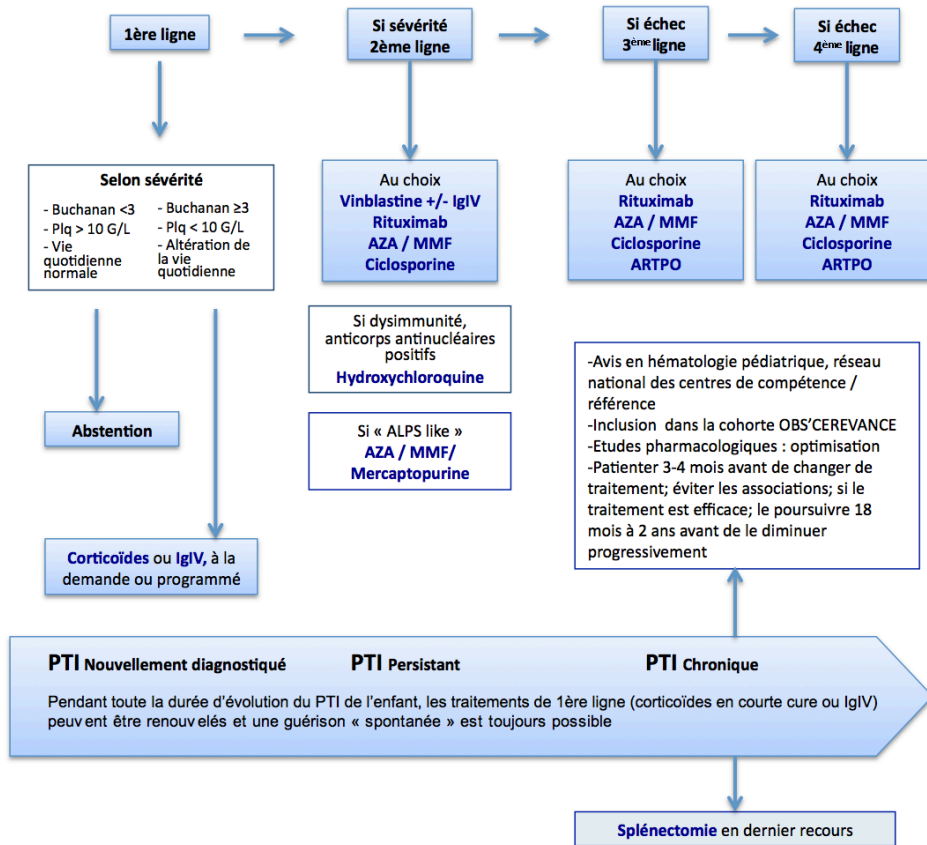 1ère ligne
Si sévérité
2ème ligne
Si échec
3ème ligne
Si échec
4ème ligne
Selon sévérité
- Buchanan <3
- Plq > 10 G/L
- Vie
quotidienne
normale
- Buchanan ≥3
- Plq < 10 G/L
- Altération de
la vie
quotidienne
Au choix
Vinblastine +/- IgIV
Rituximab
AZA / MMF
Ciclosporine
Au choix
Rituximab
AZA / MMF
Ciclosporine
ARTPO
Au choix
Rituximab
AZA / MMF
Ciclosporine
ARTPO
Si dysimmunité,
anticorps antinucléaires
positifs
Hydroxychloroquine
Si « ALPS like »
AZA / MMF/
Mercaptopurine
-Avis en hématologie pédiatrique, réseau
national des centres de compétence /
référence
-Inclusion dans la cohorte OBS'CEREVANCE
-Etudes pharmacologiques : optimisation
-Patienter 3-4 mois avant de changer de
traitement; éviter les associations; si le
traitement est efficace; le poursuivre 18
mois à 2 ans avant de le diminuer
progressivement
Abstention
Corticoïdes ou IgIV, à la
demande ou programmé
PTI Nouvellement diagnostiqué
PTI Persistant
PTI Chronique
Pendant toute la durée d'évolution du PTI de l'enfant, les traitements de 1ère ligne (corticoïdes en courte cure ou IgIV)
peuvent être renouvelés et une guérison « spontanée » est toujours possible
Splénectomie en dernier recours